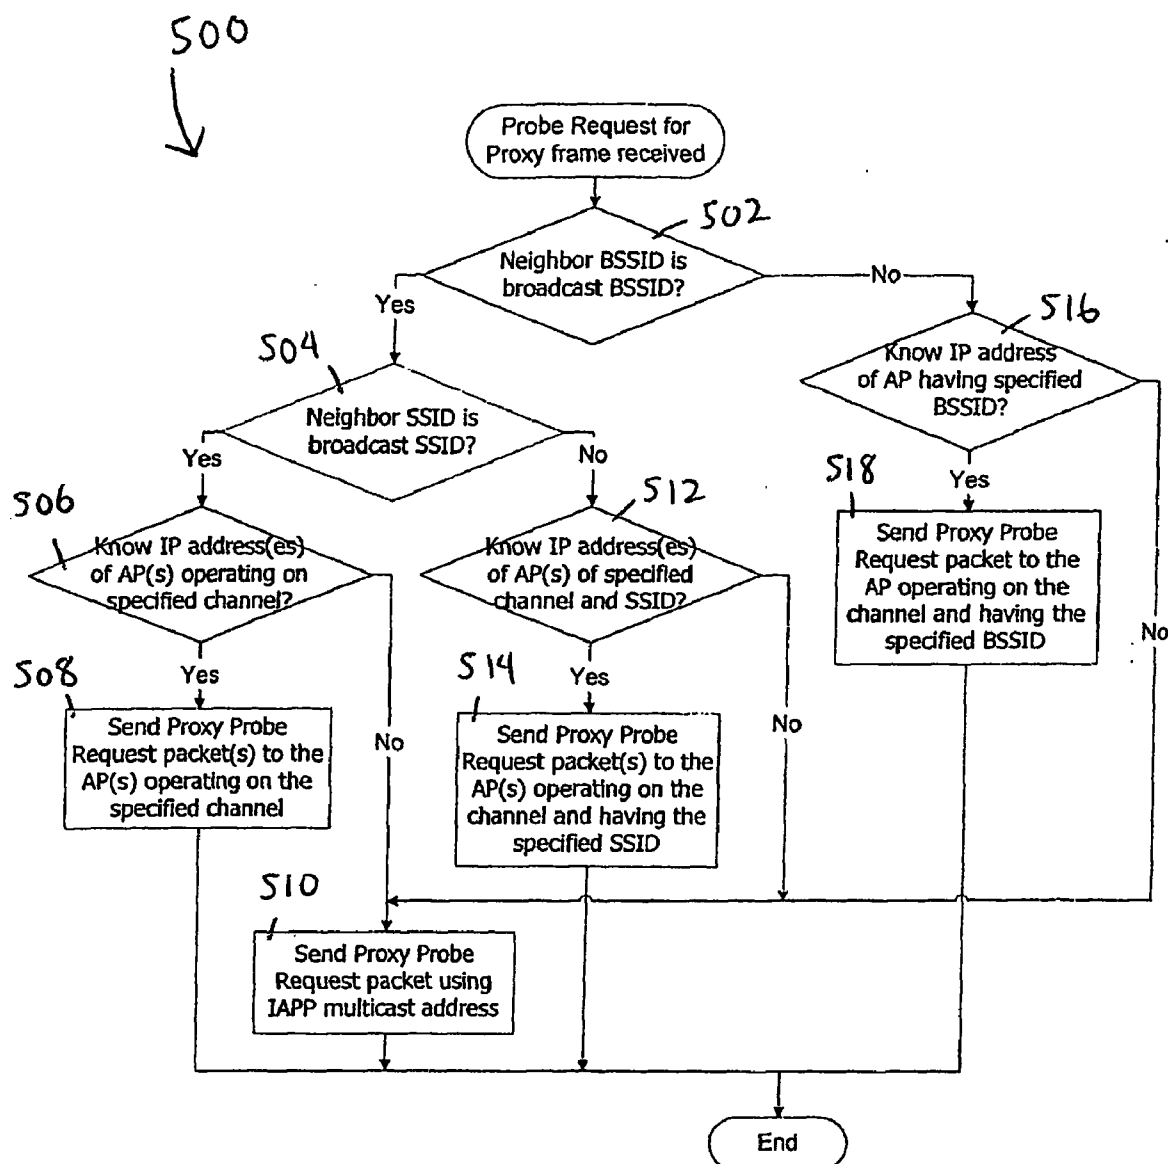 500
Probe Request for
Proxy frame received
502
Neighbor BSSID is
broadcast BSSID?
Yes
No
504
Neighbor SSID is
broadcast SSID?
516
Know IP address
of AP having specified
BSSID?
Yes
No
Yes
No
506
Know IP address(es)
of AP(s) operating on
specified channel?
512
Know IP address(es)
of AP(s) of specified
channel and SSID?
518
Send Proxy Probe
Request packet to the
AP operating on the
channel and having the
specified BSSID
Yes
No
Yes
No
508
Send Proxy Probe
Request packet(s) to the
AP(s) operating on the
specified channel
514
Send Proxy Probe
Request packet(s) to the
AP(s) operating on the
channel and having the
specified SSID
510
Send Proxy Probe
Request packet using
IAPP multicast address
End